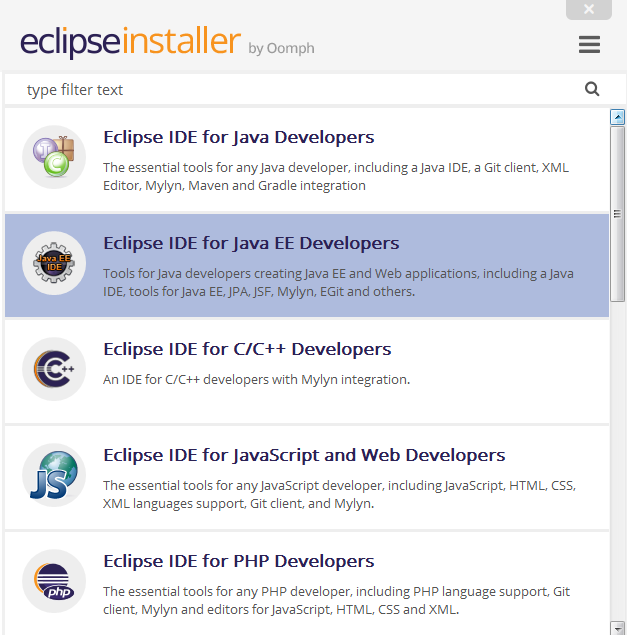 eclipseinstaller by Oomph
type filter text
Eclipse IDE for Java Developers
The essential tools for any Java developer, including a Java IDE, a Git client, XML
Editor, Mylyn, Maven and Gradle integration
J
C
Eclipse IDE for Java EE Developers
Java EE
IDE
Tools for Java developers creating Java EE and Web applications, including a Java
IDE, tools for Java EE, JPA, JSF, Mylyn, EGit and others.
Eclipse IDE for C/C++ Developers
C++
An IDE for C/C++ developers with Mylyn integration.
Eclipse IDE for JavaScript and Web Developers
JS
The essential tools for any JavaScript developer, including JavaScript, HTML, CSS,
XML languages support, Git client, and Mylyn.
Eclipse IDE for PHP Developers
php
The essential tools for any PHP developer, including PHP language support, Git
client, Mylyn and editors for JavaScript, HTML, CSS and XML.